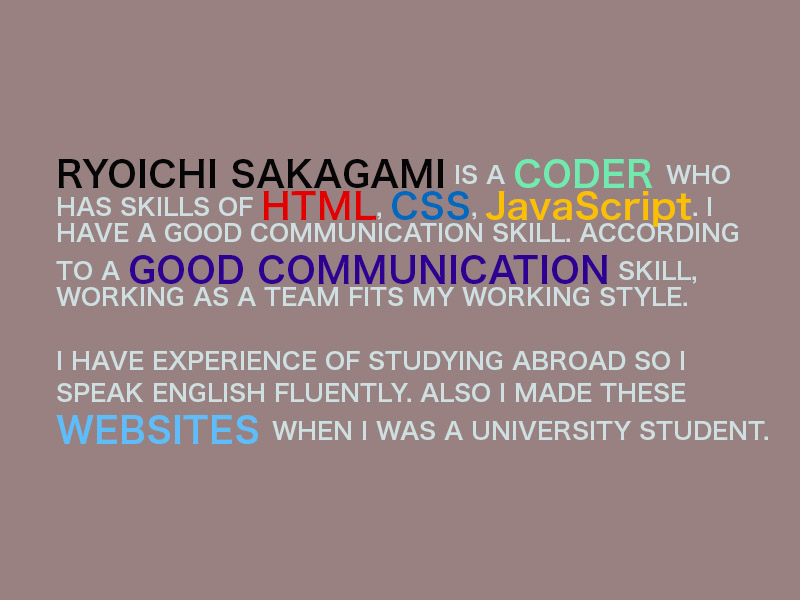 RYOICHI SAKAGAMI IS A CODER WHO
HAS SKILLS OF HTML, CSS, JavaScript. I
HAVE A GOOD COMMUNICATION SKILL. ACCORDING
TO A GOOD COMMUNICATION SKILL,
WORKING AS A TEAM FITS MY WORKING STYLE.
I HAVE EXPERIENCE OF STUDYING ABROAD SO I
SPEAK ENGLISH FLUENTLY. ALSO I MADE THESE
WEBSITES WHEN I WAS A UNIVERSITY STUDENT.